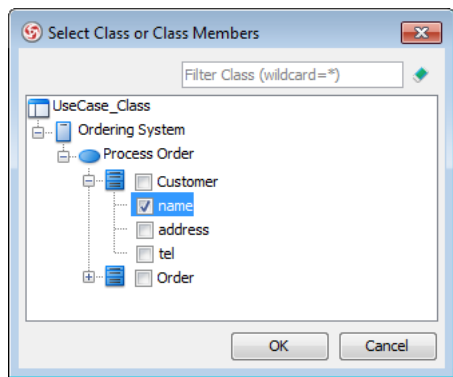 Select Class or Class Members
Filter Class (wildcard=*)
UseCase_Class
Ordering System
Process Order
Customer
name
address
tel
Order
OK Cancel